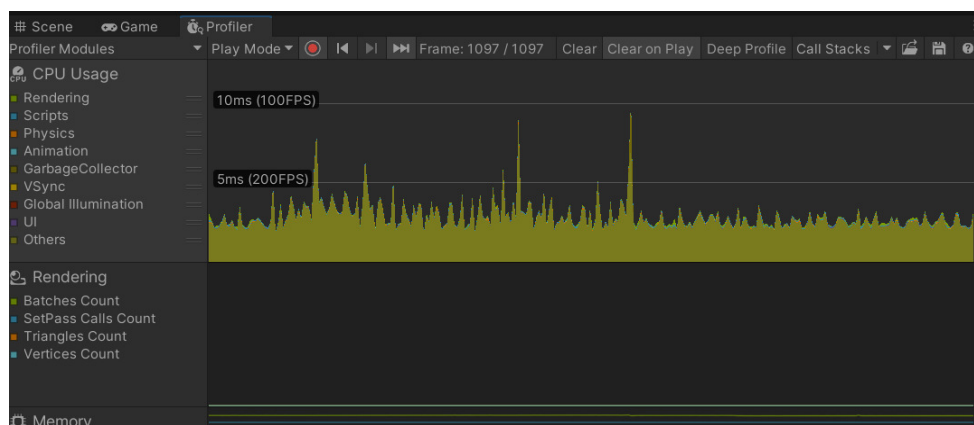 Scene Game Profiler
Profiler Modules Play Mode Frame: 1097 / 1097 Clear Clear on Play Deep Profile Call Stacks
CPU Usage
Rendering
Scripts
Physics
Animation
GarbageCollector
VSync
Global Illumination
UI
Others
10ms (100FPS)
5ms (200FPS)
Rendering
Batches Count
SetPass Calls Count
Triangles Count
Vertices Count
Memory